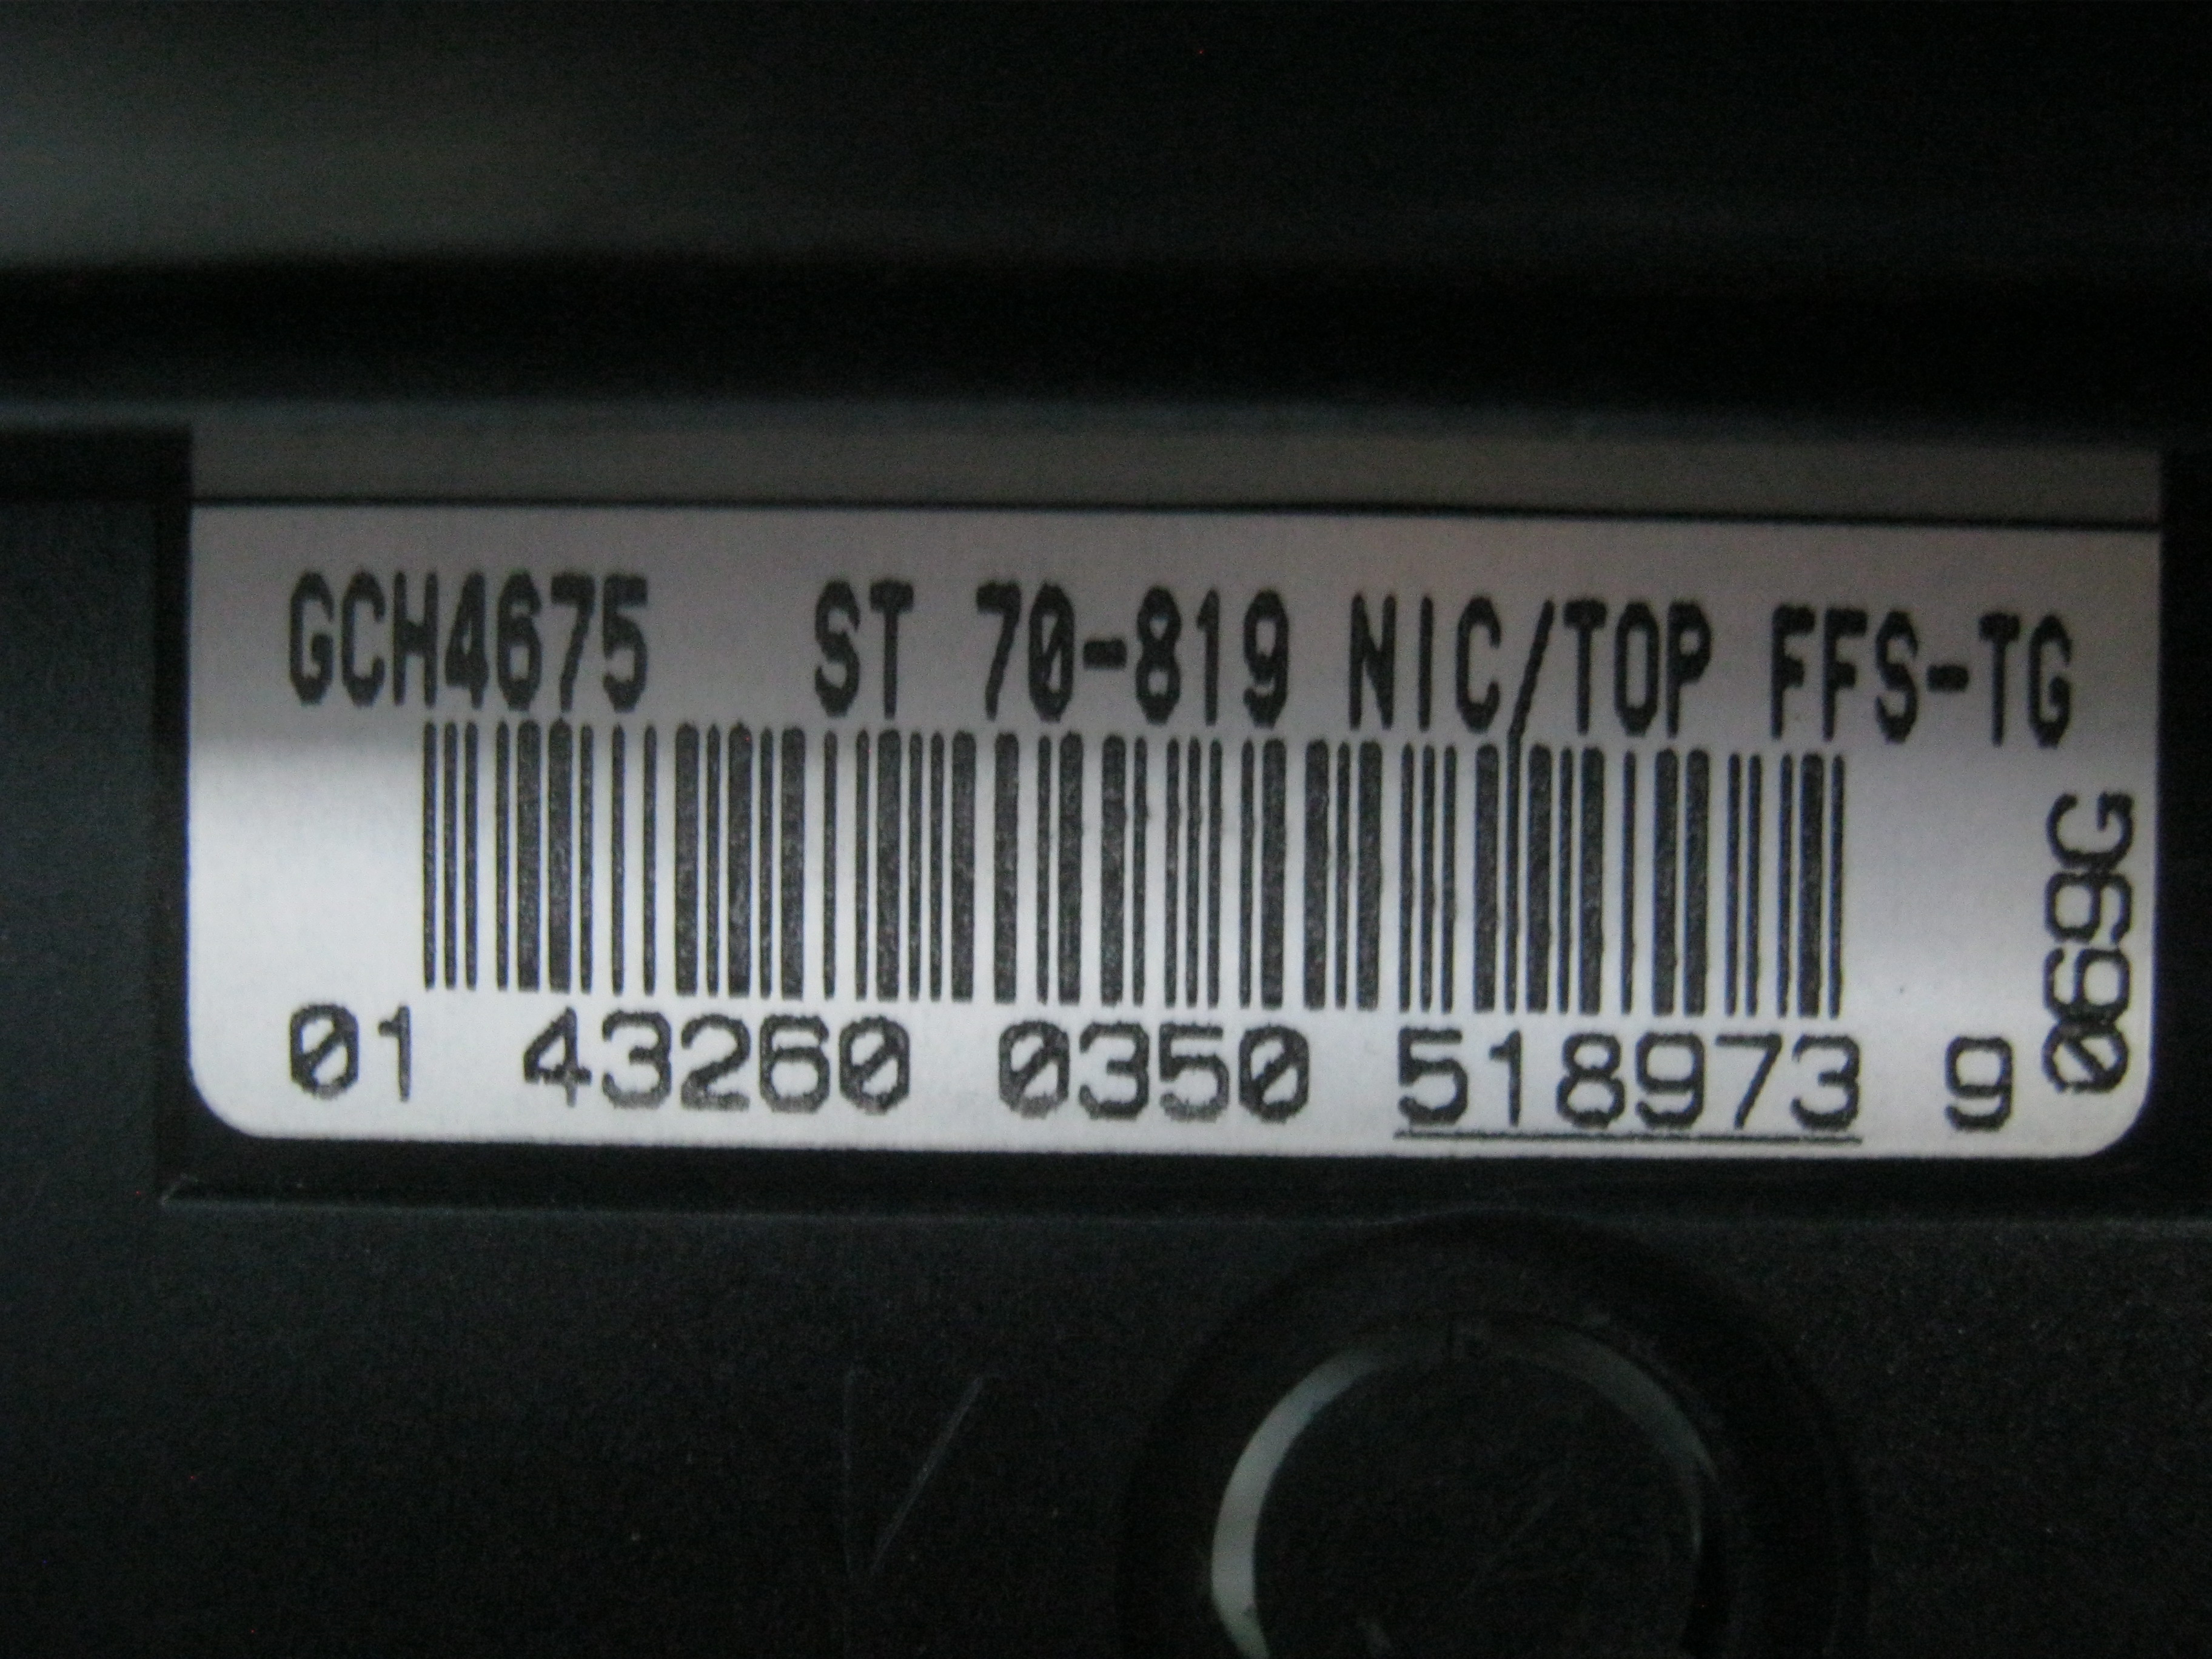 GCH4675 ST 70-819 NIC/TOP FFS-TG
01 43260 0350 518973 9
069G